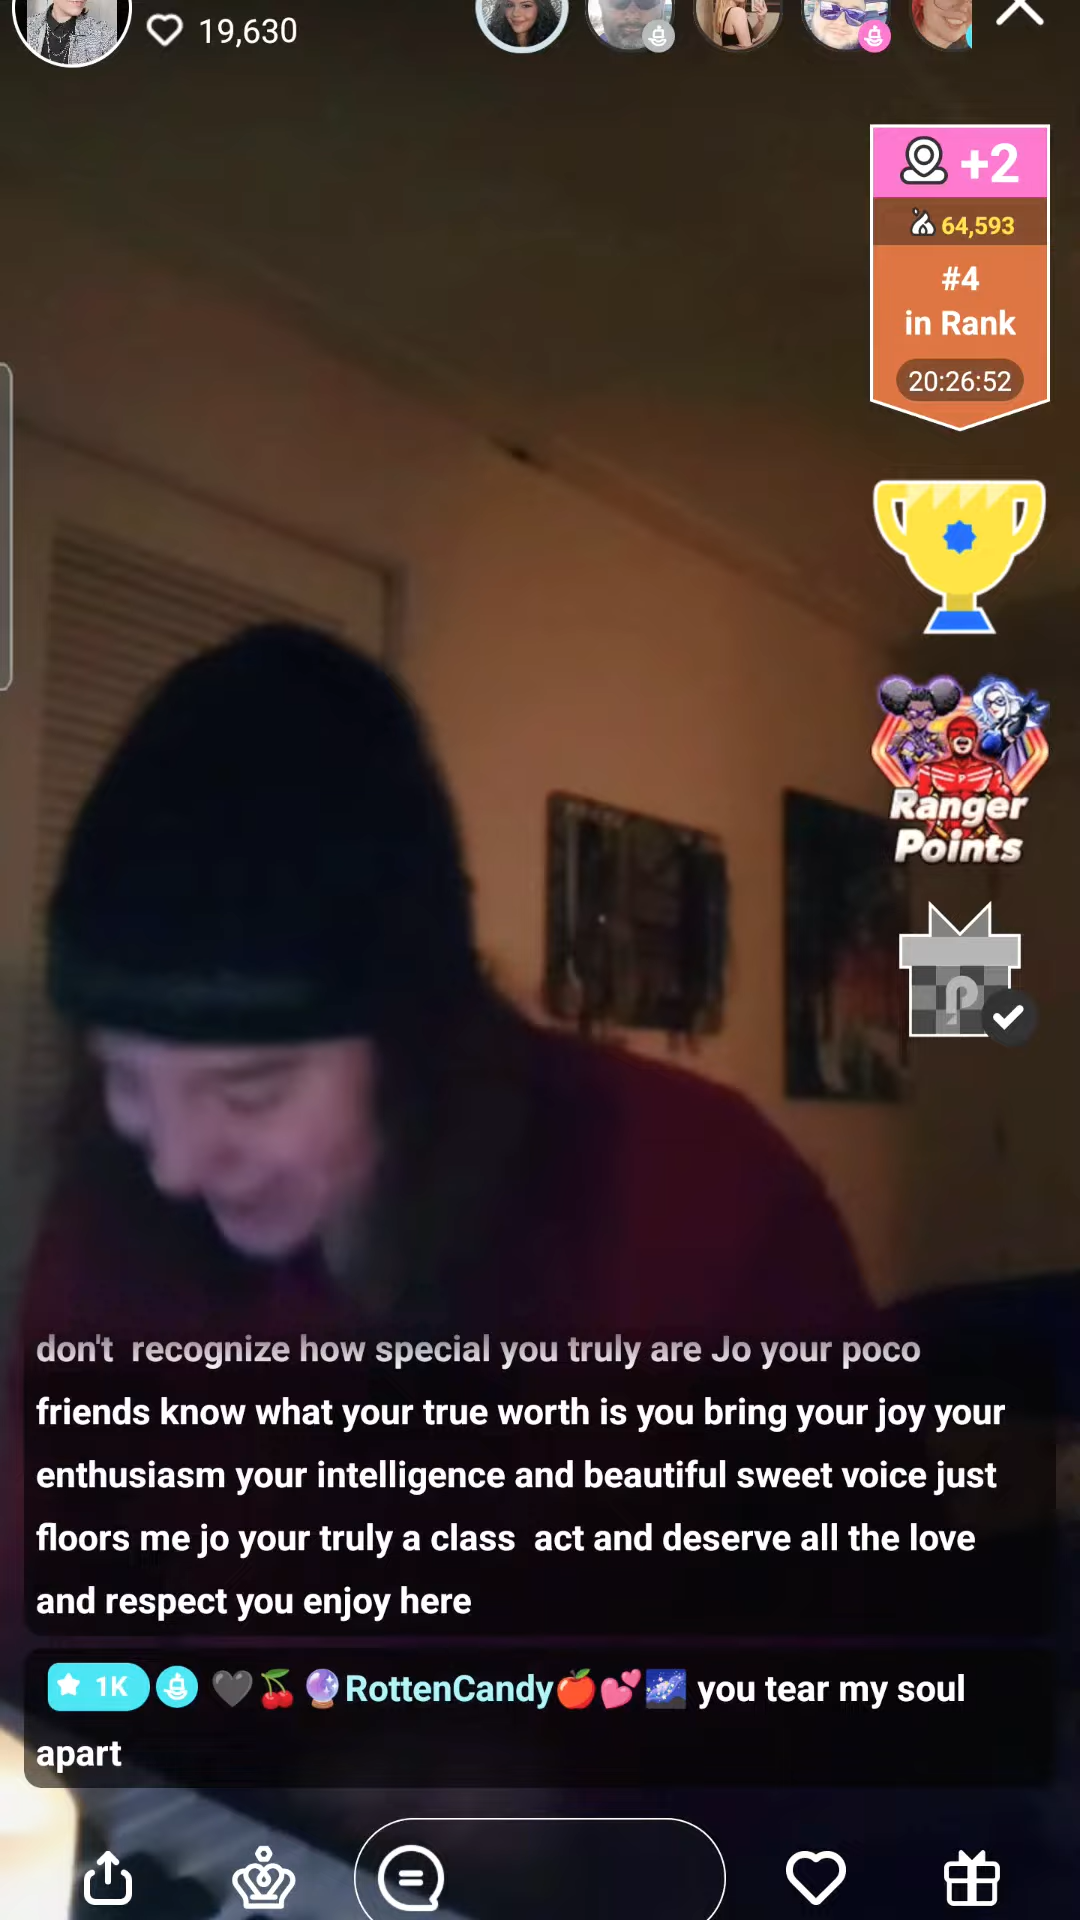 19,630
+2
64,593
#4
in Rank
20:26:52
Ranger
Points
don't  recognize how special you truly are Jo your poco
friends know what your true worth is you bring your joy your
enthusiasm your intelligence and beautiful sweet voice just
floors me jo your truly a class  act and deserve all the love
and respect you enjoy here
1K 🖤🍒🔮RottenCandy🍎💕🌌 you tear my soul
apart